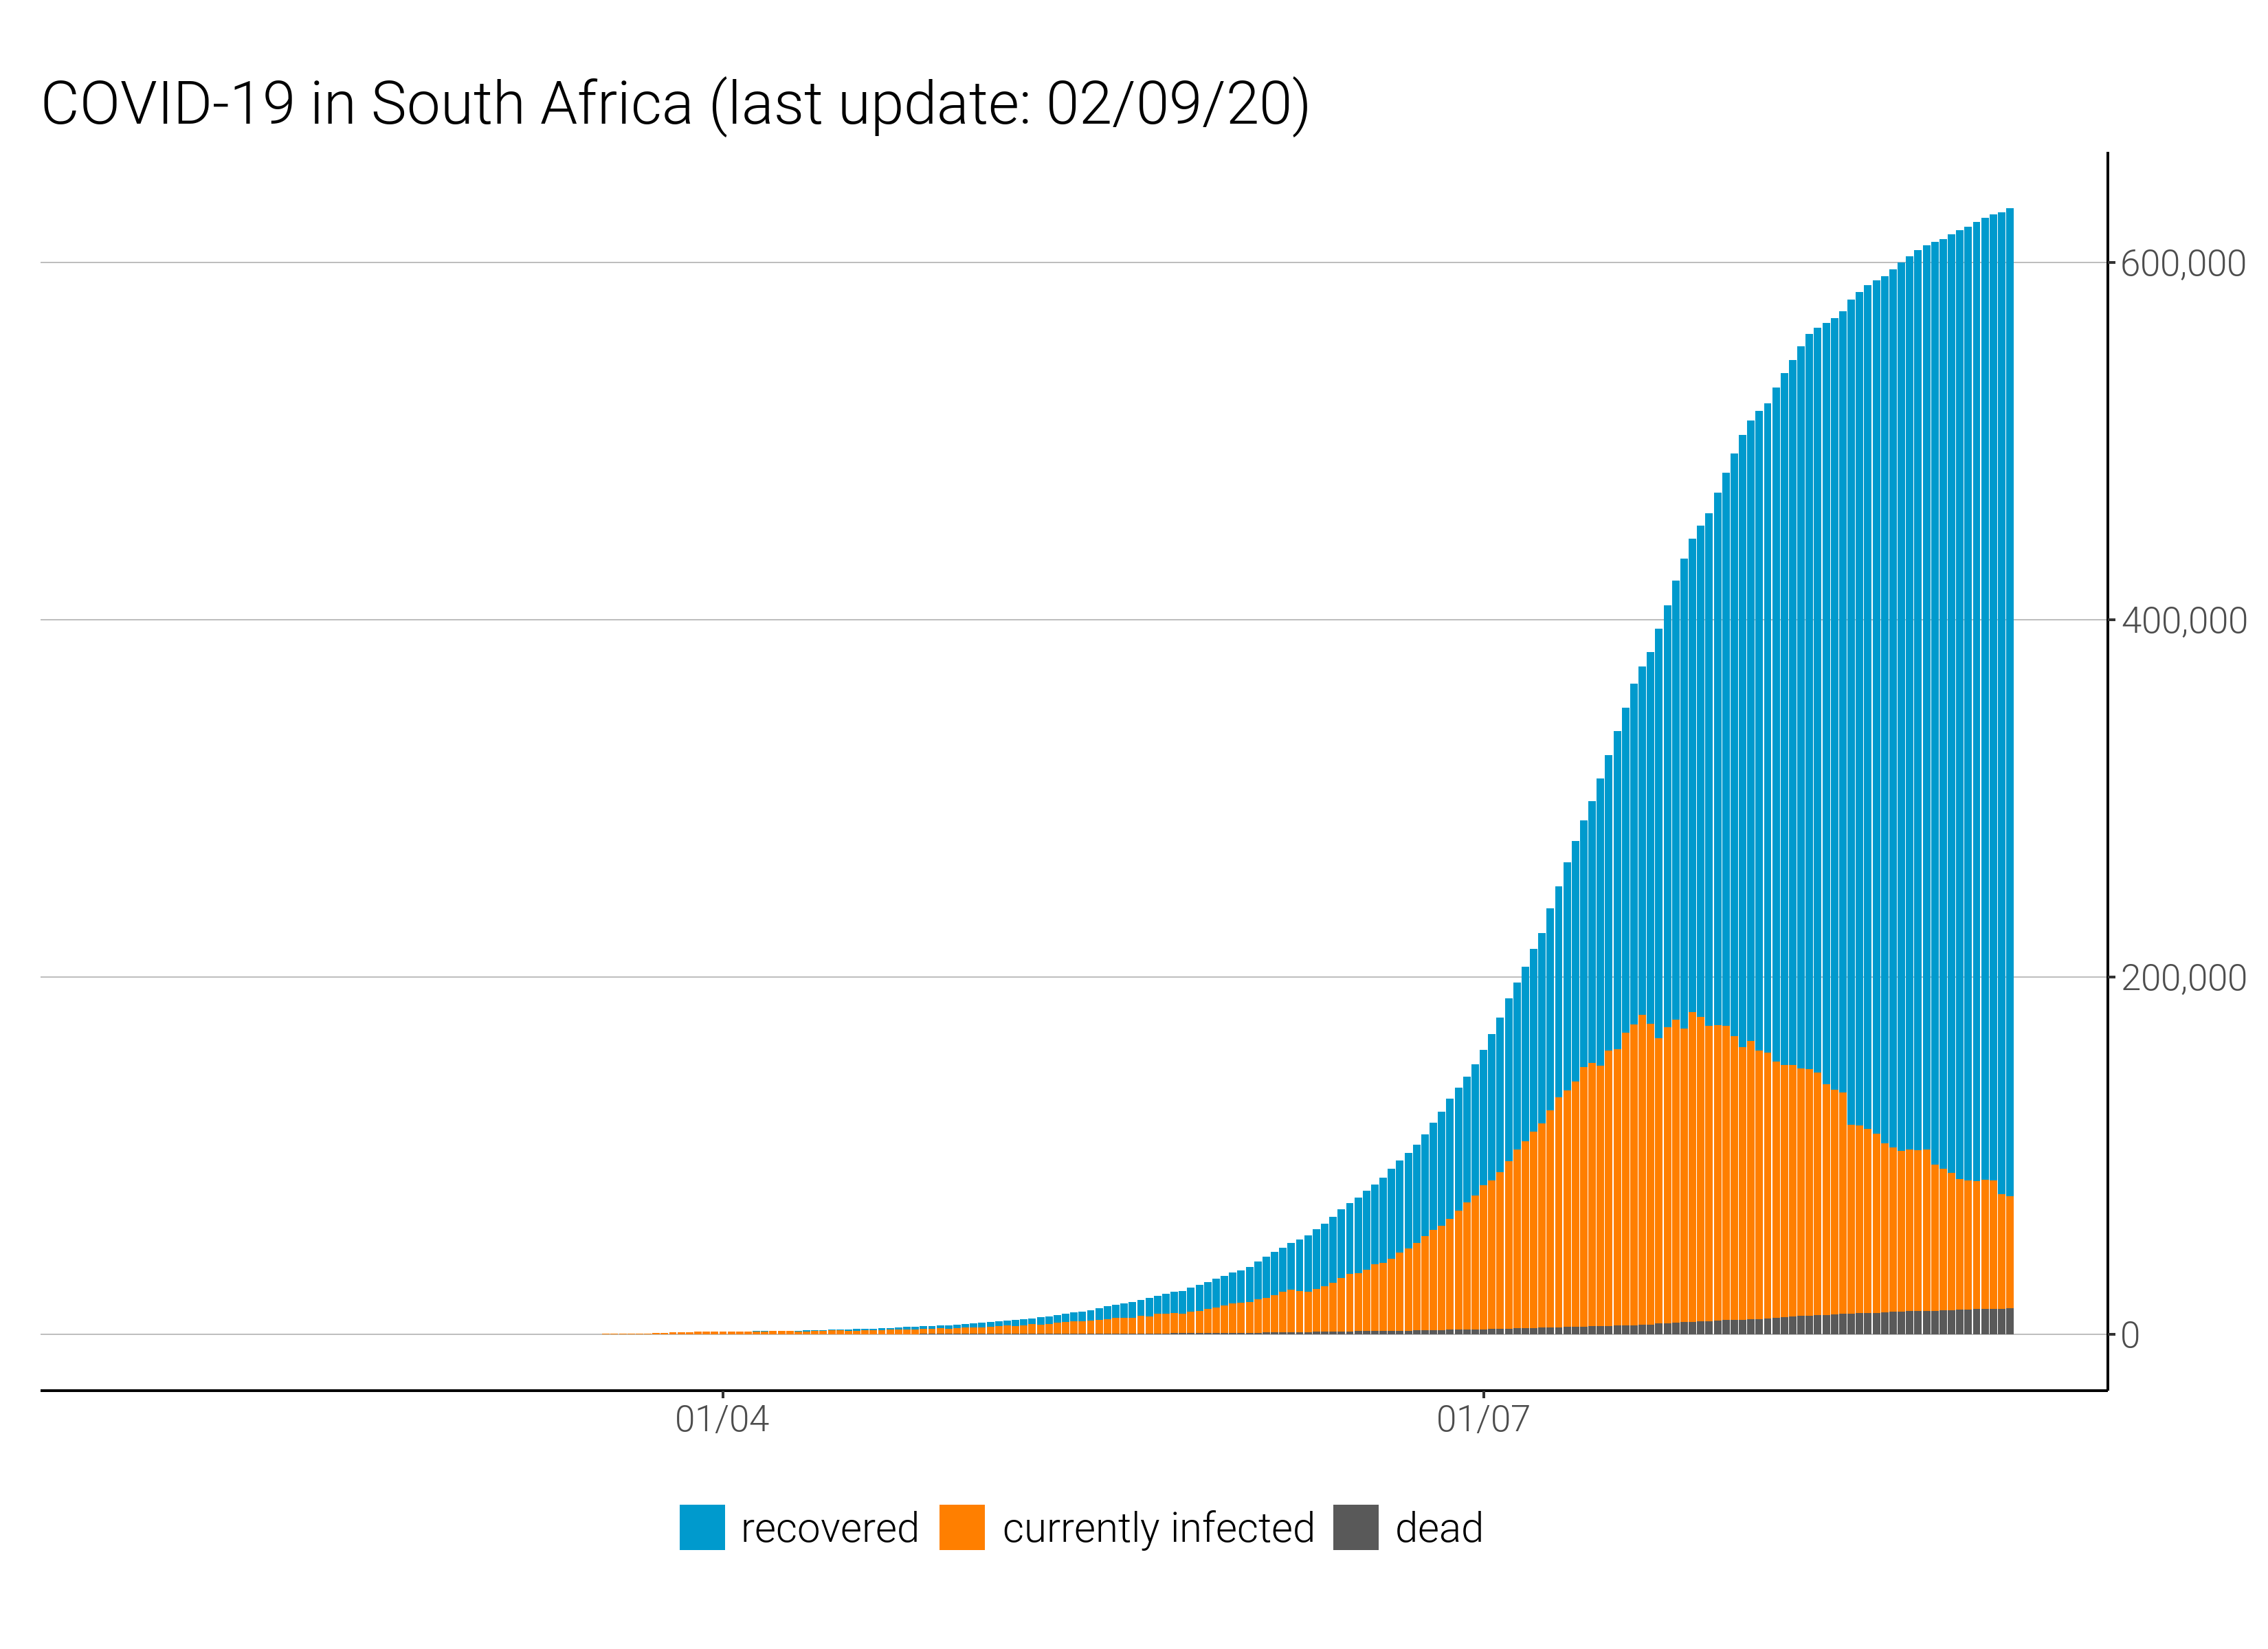 COVID-19 in South Africa (last update: 02/09/20)
600,000
400,000
200,000
0
01/04 01/07
recovered currently infected dead